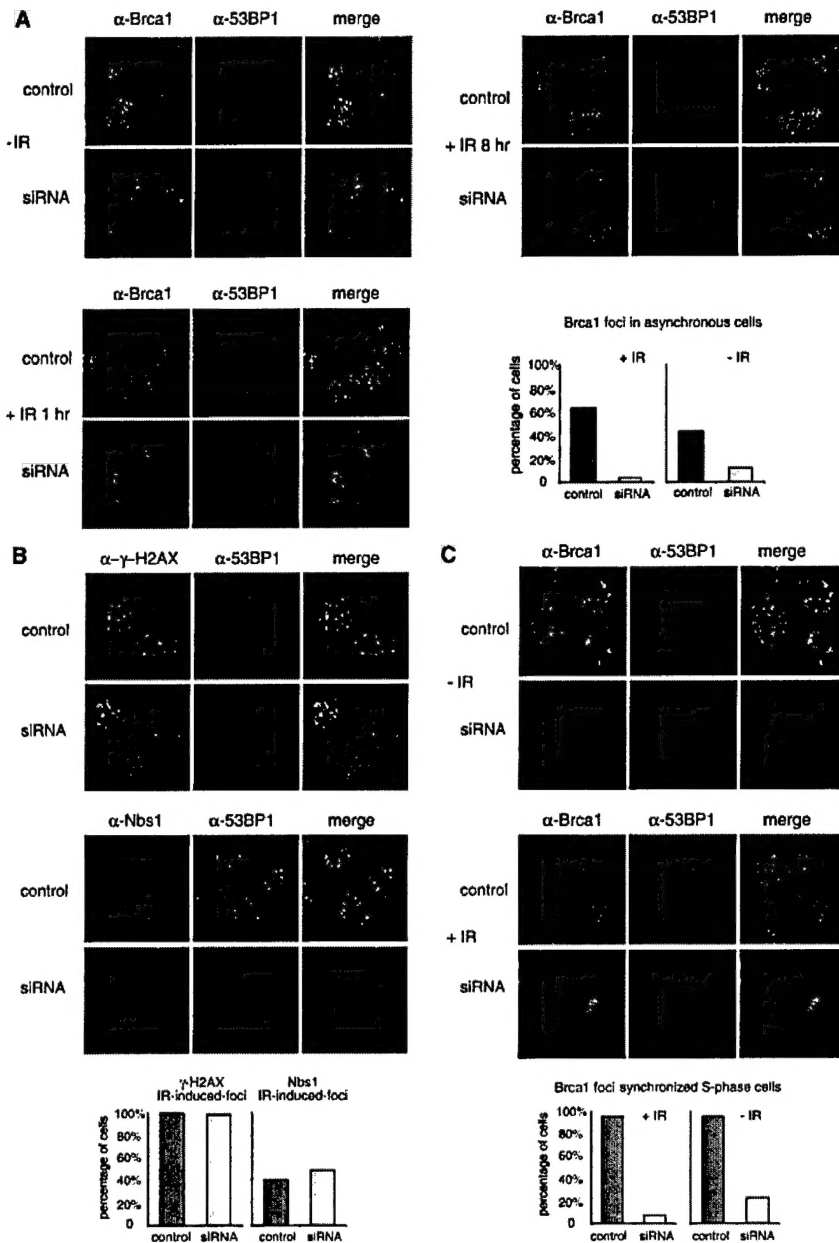 A
α-Brca1 α-53BP1 merge
control
-IR
siRNA
α-Brca1 α-53BP1 merge
control
+ IR 8 hr
siRNA
α-Brca1 α-53BP1 merge
control
+ IR 1 hr
siRNA
Brca1 foci in asynchronous cells
+ IR - IR
percentage of cells
100%
80%
60%
40%
20%
0
control siRNA control siRNA
B
α-γ-H2AX α-53BP1 merge
control
siRNA
α-Nbs1 α-53BP1 merge
control
siRNA
γ-H2AX
IR-induced-foci
Nbs1
IR-induced-foci
percentage of cells
100%
80%
60%
40%
20%
0
control siRNA control siRNA
C
α-Brca1 α-53BP1 merge
control
- IR
siRNA
α-Brca1 α-53BP1 merge
control
+ IR
siRNA
Brca1 foci synchronized S-phase cells
+ IR - IR
percentage of cells
100%
80%
60%
40%
20%
0
control siRNA control siRNA